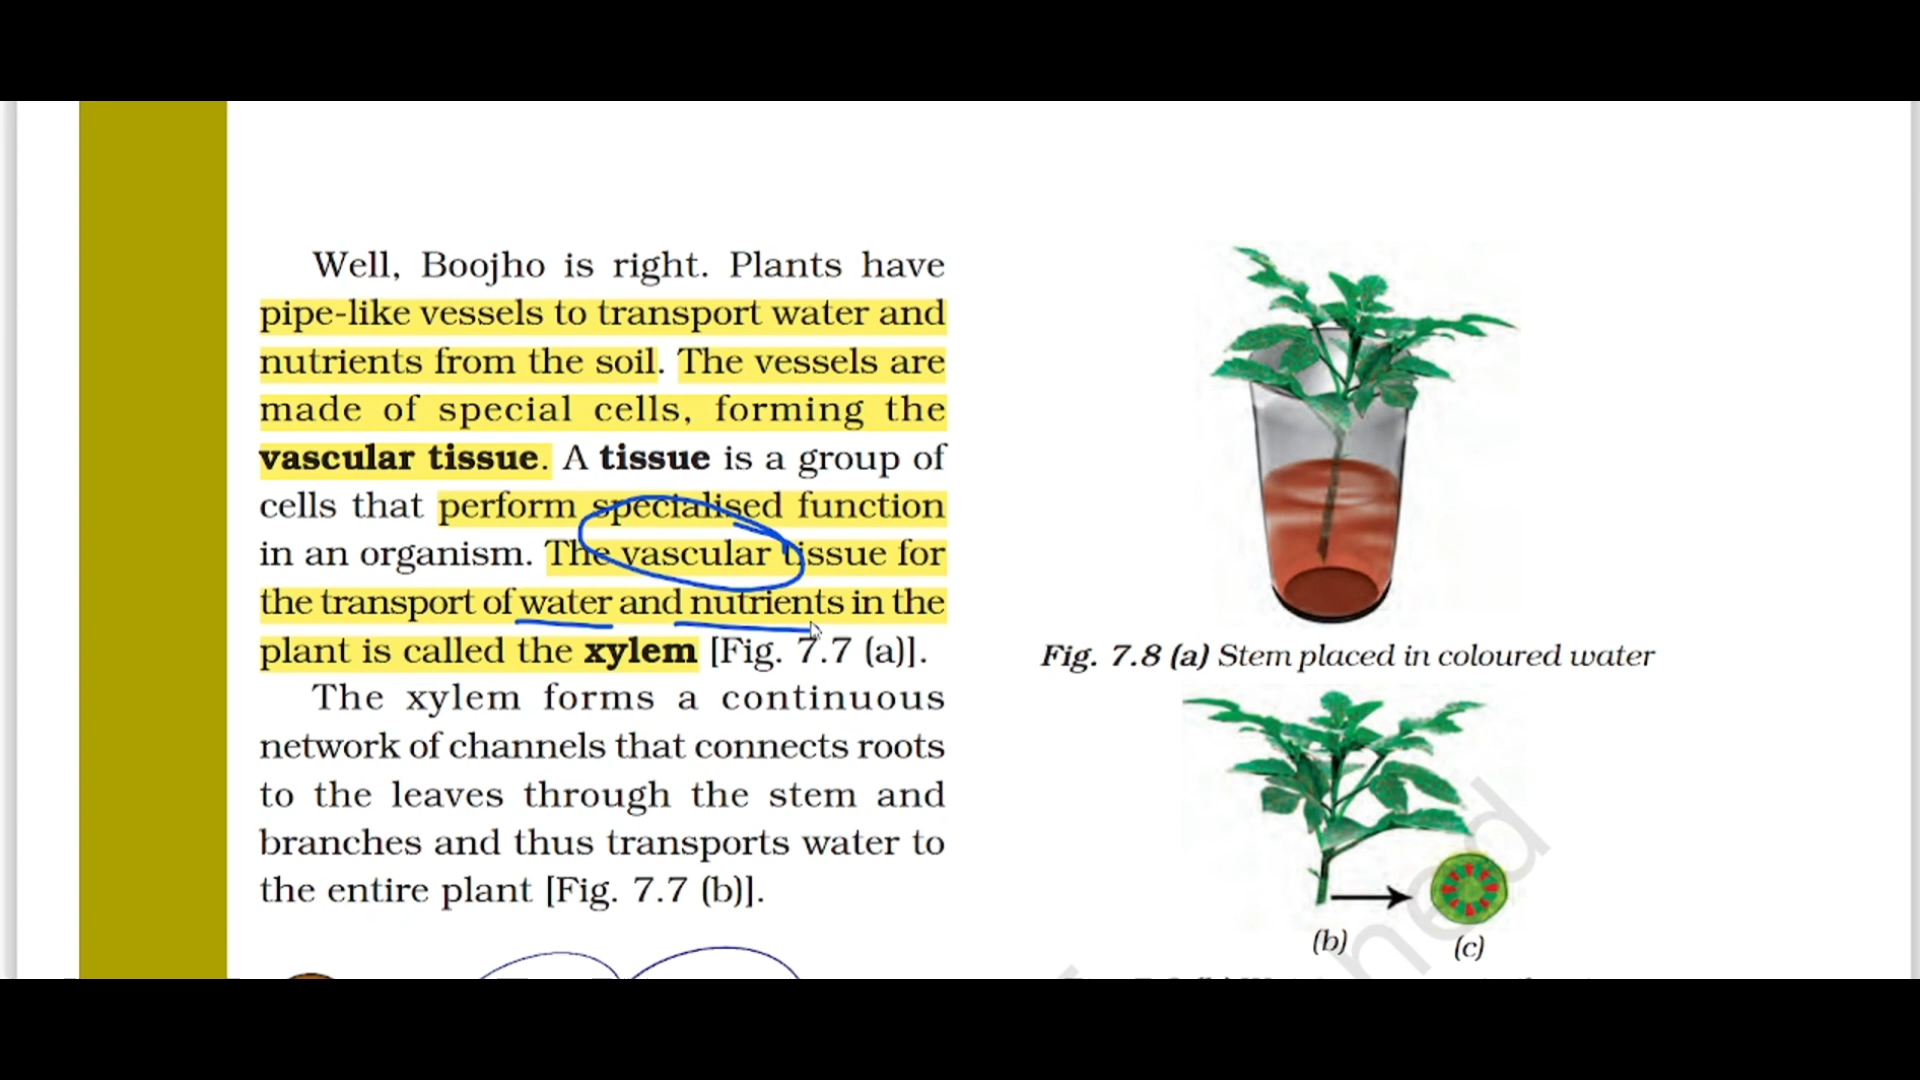 Well, Boojho is right. Plants have
pipe-like vessels to transport water and
nutrients from the soil. The vessels are
made of special cells, forming the
vascular tissue. A tissue is a group of
cells that perform specialised function
in an organism. The vascular tissue for
the transport of water and nutrients in the
plant is called the xylem [Fig. 7.7 (a)].
The xylem forms a continuous
network of channels that connects roots
to the leaves through the stem and
branches and thus transports water to
the entire plant [Fig. 7.7 (b)].
Fig. 7.8 (a) Stem placed in coloured water
(b)
(c)